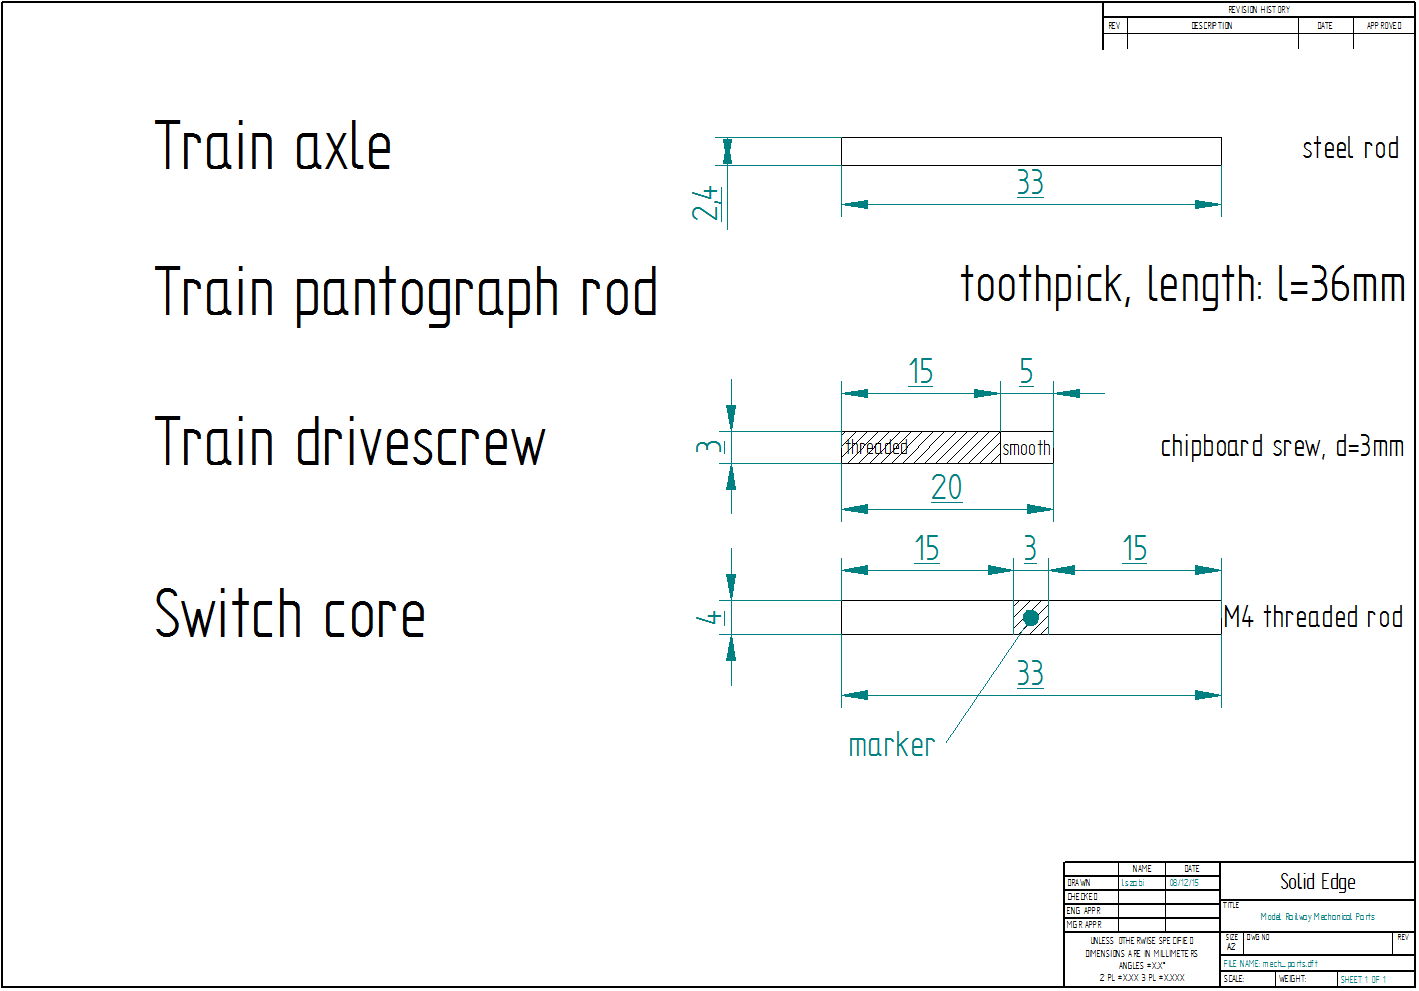 REVISION HISTORY
REV DESCRIPTION DATE APPROVED
Train axle
steel rod
33
2,4
Train pantograph rod
toothpick, length: l=36mm
15 5
Train drivescrew
3
threaded smooth
chipboard srew, d=3mm
20
15 3 15
Switch core
4
M4 threaded rod
33
marker
NAME DATE
DRAWN lszabi 08/12/15
CHECKED
ENG APPR
MGR APPR
Solid Edge
TITLE
Model Railway Mechanical Parts
UNLESS OTHERWISE SPECIFIED
DIMENSIONS ARE IN MILLIMETERS
ANGLES ±X.X°
2 PL ±X.XX 3 PL ±X.XXX
SIZE DWG NO REV
A2
FILE NAME: mech_parts.dft
SCALE: WEIGHT: SHEET 1 OF 1